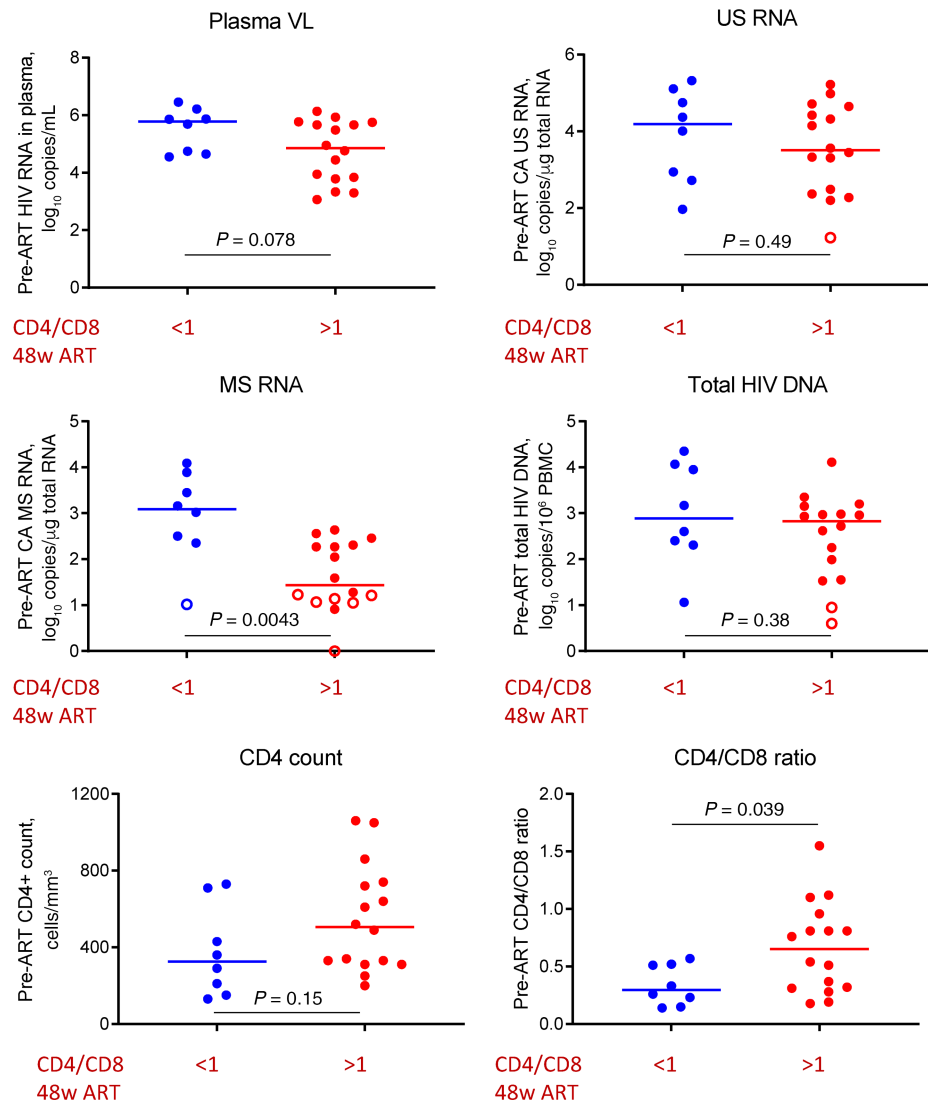 Plasma VL
Pre-ART HIV RNA in plasma,
log₁₀ copies/mL
8
6
4
2
0
P = 0.078
CD4/CD8
48w ART
<1
>1
US RNA
Pre-ART CA US RNA,
log₁₀ copies/μg total RNA
6
4
2
0
P = 0.49
CD4/CD8
48w ART
<1
>1
MS RNA
Pre-ART CA MS RNA,
log₁₀ copies/μg total RNA
5
4
3
2
1
0
P = 0.0043
CD4/CD8
48w ART
<1
>1
Total HIV DNA
Pre-ART total HIV DNA,
log₁₀ copies/10⁶ PBMC
5
4
3
2
1
0
P = 0.38
CD4/CD8
48w ART
<1
>1
CD4 count
Pre-ART CD4+ count,
cells/mm³
1200
800
400
0
P = 0.15
CD4/CD8
48w ART
<1
>1
CD4/CD8 ratio
Pre-ART CD4/CD8 ratio
2.0
1.5
1.0
0.5
0.0
P = 0.039
CD4/CD8
48w ART
<1
>1